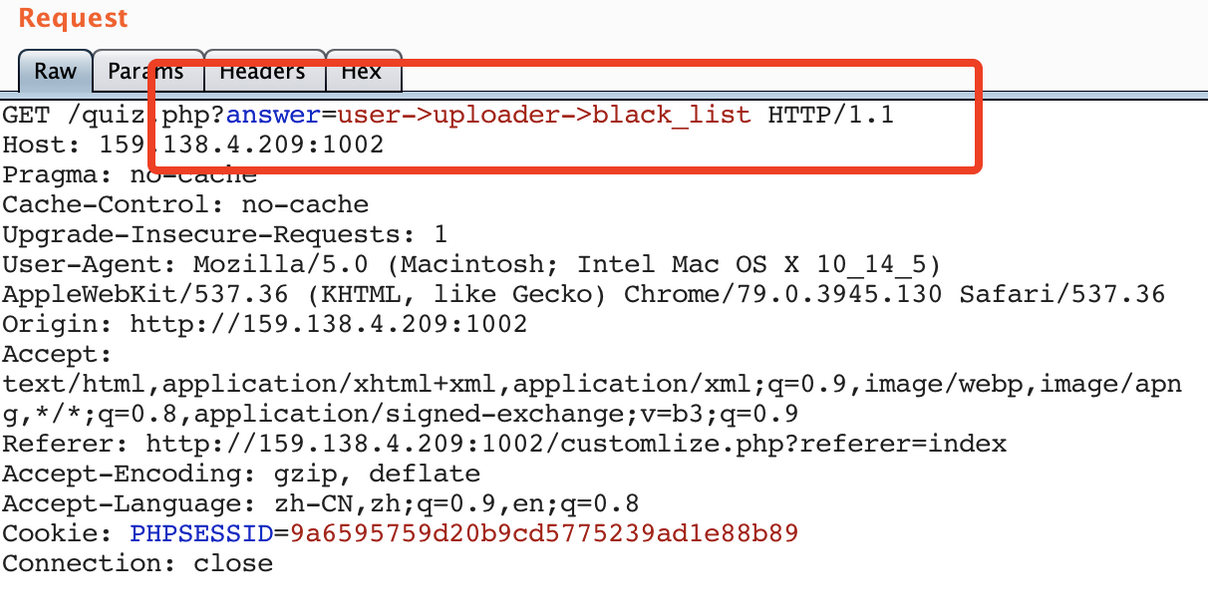 Request
Raw Params Headers Hex
GET /quiz.php?answer=user->uploader->black_list HTTP/1.1
Host: 159.138.4.209:1002
Pragma: no-cache
Cache-Control: no-cache
Upgrade-Insecure-Requests: 1
User-Agent: Mozilla/5.0 (Macintosh; Intel Mac OS X 10_14_5)
AppleWebKit/537.36 (KHTML, like Gecko) Chrome/79.0.3945.130 Safari/537.36
Origin: http://159.138.4.209:1002
Accept:
text/html,application/xhtml+xml,application/xml;q=0.9,image/webp,image/apn
g,*/*;q=0.8,application/signed-exchange;v=b3;q=0.9
Referer: http://159.138.4.209:1002/customlize.php?referer=index
Accept-Encoding: gzip, deflate
Accept-Language: zh-CN,zh;q=0.9,en;q=0.8
Cookie: PHPSESSID=9a6595759d20b9cd5775239ad1e88b89
Connection: close